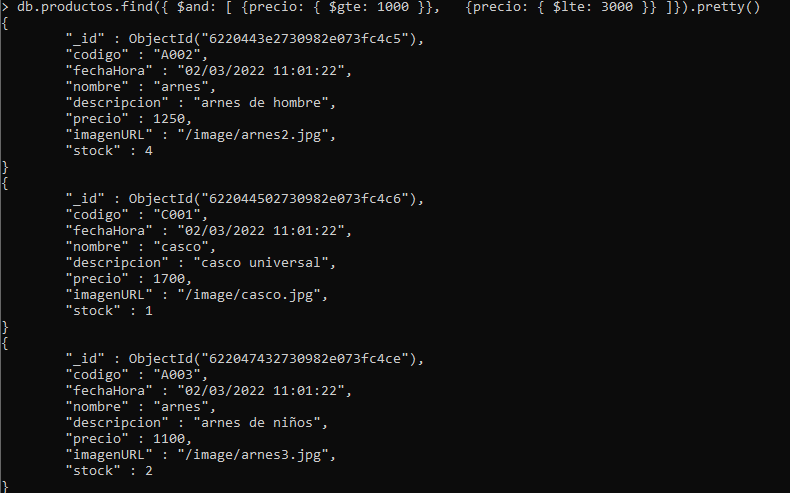 > db.productos.find({ $and: [ {precio: { $gte: 1000 }},   {precio: { $lte: 3000 }} ]}).pretty()
{
        "_id" : ObjectId("6220443e2730982e073fc4c5"),
        "codigo" : "A002",
        "fechaHora" : "02/03/2022 11:01:22",
        "nombre" : "arnes",
        "descripcion" : "arnes de hombre",
        "precio" : 1250,
        "imagenURL" : "/image/arnes2.jpg",
        "stock" : 4
}
{
        "_id" : ObjectId("622044502730982e073fc4c6"),
        "codigo" : "C001",
        "fechaHora" : "02/03/2022 11:01:22",
        "nombre" : "casco",
        "descripcion" : "casco universal",
        "precio" : 1700,
        "imagenURL" : "/image/casco.jpg",
        "stock" : 1
}
{
        "_id" : ObjectId("622047432730982e073fc4ce"),
        "codigo" : "A003",
        "fechaHora" : "02/03/2022 11:01:22",
        "nombre" : "arnes",
        "descripcion" : "arnes de niños",
        "precio" : 1100,
        "imagenURL" : "/image/arnes3.jpg",
        "stock" : 2
}